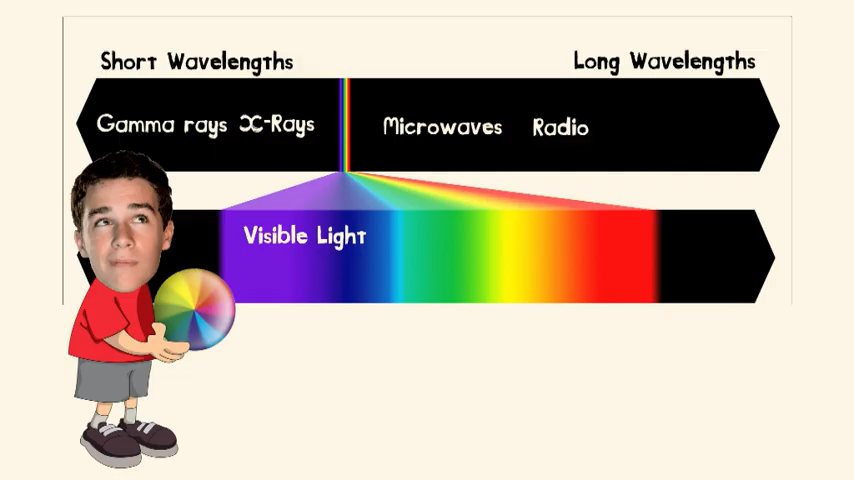 Short Wavelengths Long Wavelengths
Gamma rays X-Rays Microwaves Radio
Visible Light